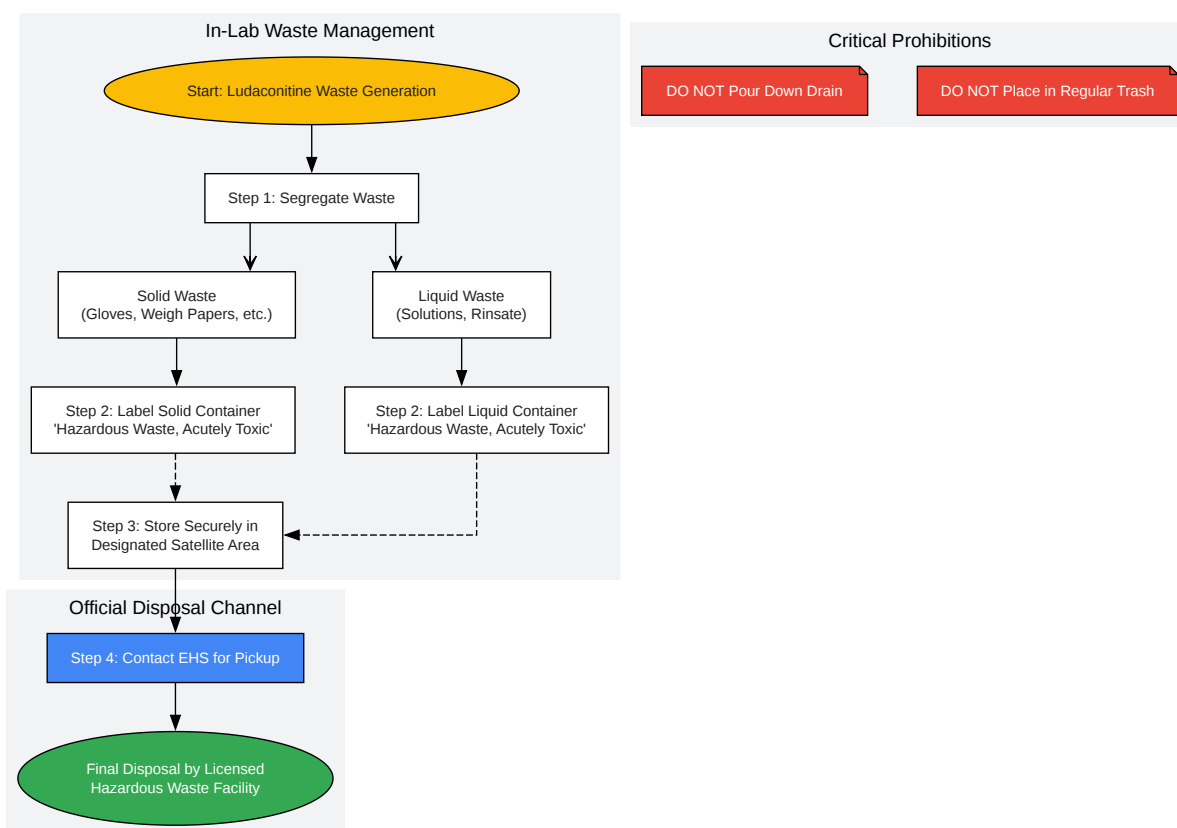 In-Lab Waste Management
Start: Ludaconitine Waste Generation
Step 1: Segregate Waste
Solid Waste
(Gloves, Weigh Papers, etc.)
Liquid Waste
(Solutions, Rinsate)
Step 2: Label Solid Container
'Hazardous Waste, Acutely Toxic'
Step 2: Label Liquid Container
'Hazardous Waste, Acutely Toxic'
Step 3: Store Securely in
Designated Satellite Area
Official Disposal Channel
Step 4: Contact EHS for Pickup
Final Disposal by Licensed
Hazardous Waste Facility
Critical Prohibitions
DO NOT Pour Down Drain
DO NOT Place in Regular Trash